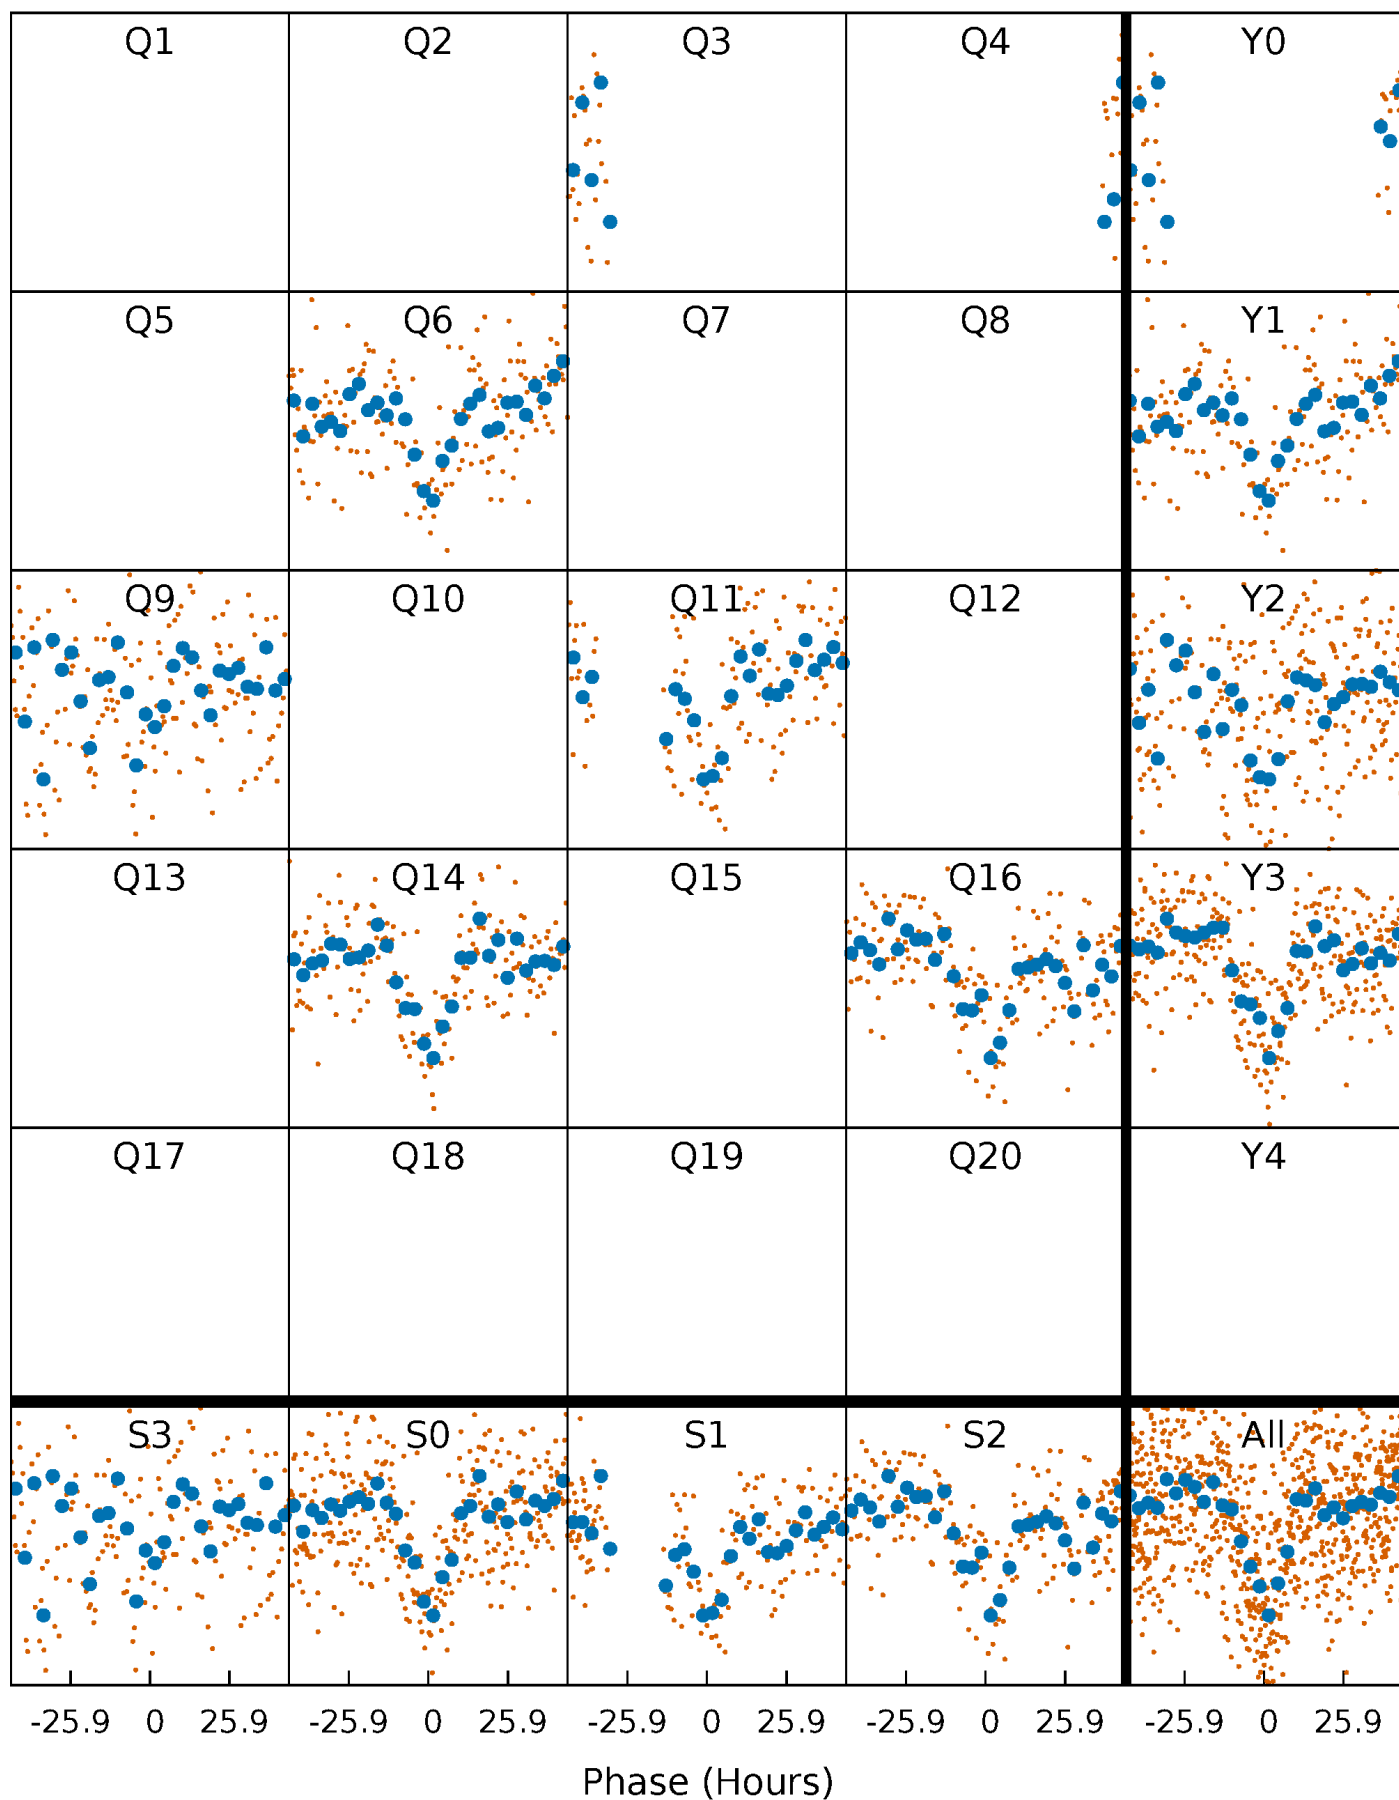 Q1 Q2 Q3 Q4 Y0
Q5 Q6 Q7 Q8 Y1
Q9 Q10 Q11 Q12 Y2
Q13 Q14 Q15 Q16 Y3
Q17 Q18 Q19 Q20 Y4
S3 S0 S1 S2 All
-25.9 0 25.9 -25.9 0 25.9 -25.9 0 25.9 -25.9 0 25.9 -25.9 0 25.9
Phase (Hours)